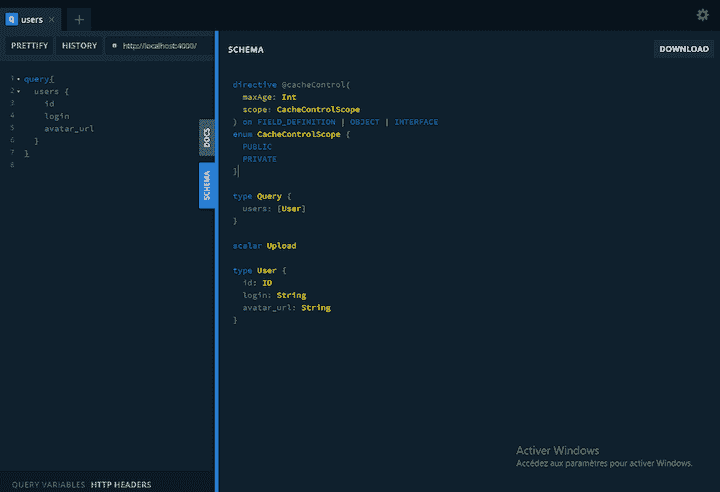 Q users × +
PRETTIFY HISTORY http://localhost:4000/
1 query{
2 users {
3 id
4 login
5 avatar_url
6 }
7 }
8
DOCS
SCHEMA
SCHEMA
DOWNLOAD
directive @cacheControl(
maxAge: Int
scope: CacheControlScope
) on FIELD_DEFINITION | OBJECT | INTERFACE
enum CacheControlScope {
PUBLIC
PRIVATE
}
type Query {
users: [User]
}
scalar Upload
type User {
id: ID
login: String
avatar_url: String
}
Activer Windows
Accédez aux paramètres pour activer Windows.
QUERY VARIABLES HTTP HEADERS